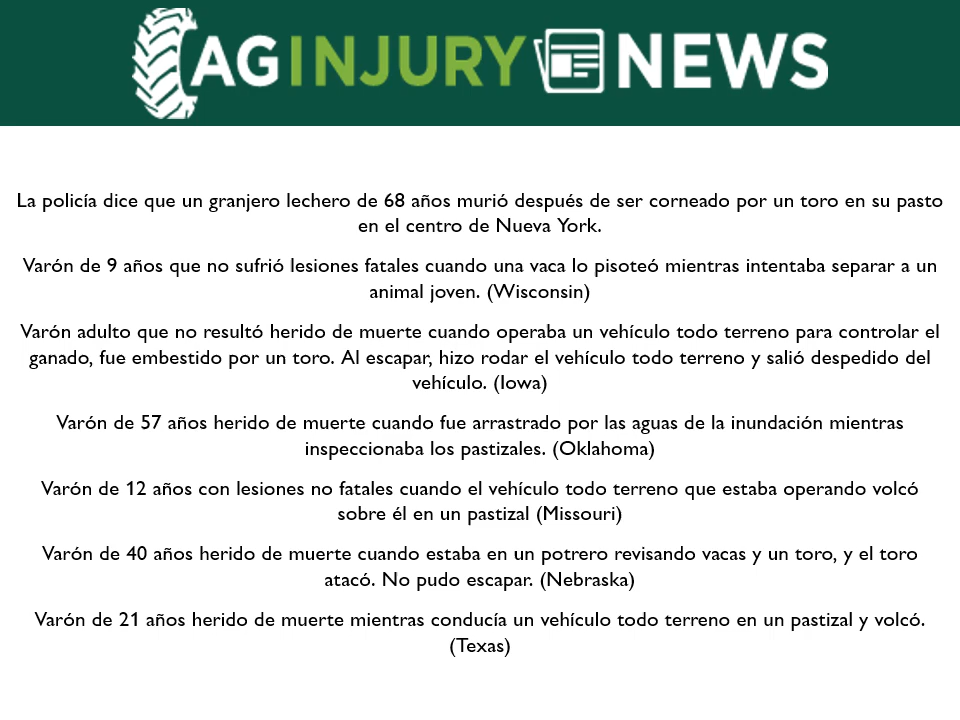 AG INJURY NEWS
La policía dice que un granjero lechero de 68 años murió después de ser corneado por un toro en su pasto
en el centro de Nueva York.
Varón de 9 años que no sufrió lesiones fatales cuando una vaca lo pisoteó mientras intentaba separar a un
animal joven. (Wisconsin)
Varón adulto que no resultó herido de muerte cuando operaba un vehículo todo terreno para controlar el
ganado, fue embestido por un toro. Al escapar, hizo rodar el vehículo todo terreno y salió despedido del
vehículo. (Iowa)
Varón de 57 años herido de muerte cuando fue arrastrado por las aguas de la inundación mientras
inspeccionaba los pastizales. (Oklahoma)
Varón de 12 años con lesiones no fatales cuando el vehículo todo terreno que estaba operando volcó
sobre él en un pastizal (Missouri)
Varón de 40 años herido de muerte cuando estaba en un potrero revisando vacas y un toro, y el toro
atacó. No pudo escapar. (Nebraska)
Varón de 21 años herido de muerte mientras conducía un vehículo todo terreno en un pastizal y volcó.
(Texas)